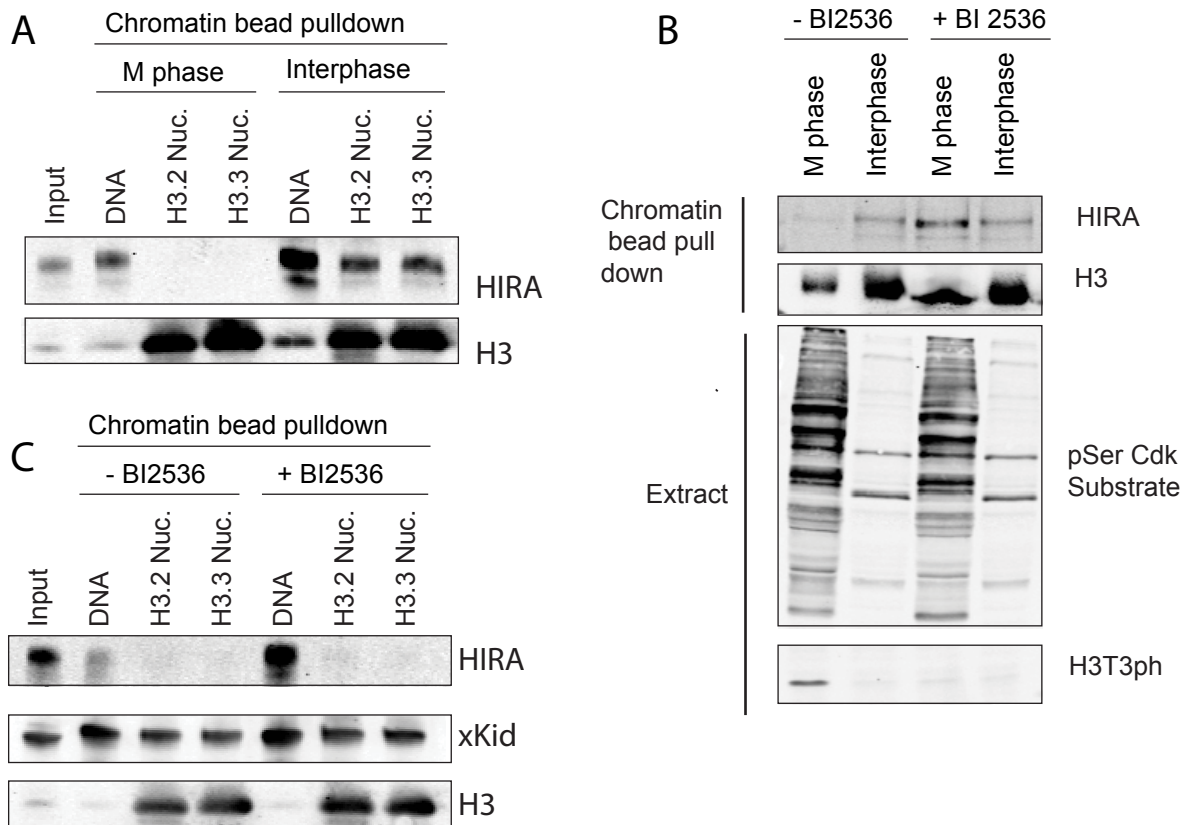 A
Chromatin bead pulldown
M phase
Interphase
Input
DNA
H3.2 Nuc.
H3.3 Nuc.
DNA
H3.2 Nuc.
H3.3 Nuc.
HIRA
H3
B
- BI2536
+ BI 2536
M phase
Interphase
M phase
Interphase
Chromatin
bead pull
down
HIRA
H3
Extract
pSer Cdk
Substrate
H3T3ph
C
Chromatin bead pulldown
- BI2536
+ BI2536
Input
DNA
H3.2 Nuc.
H3.3 Nuc.
DNA
H3.2 Nuc.
H3.3 Nuc.
HIRA
xKid
H3